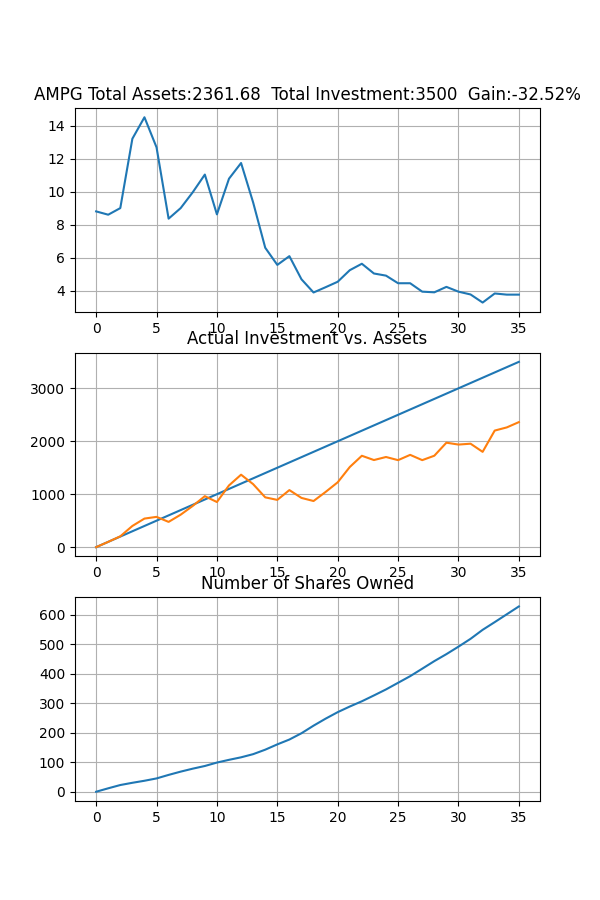 AMPG Total Assets:2361.68  Total Investment:3500  Gain:-32.52%
14
12
10
8
6
4
0 5 10 15 20 25 30 35
Actual Investment vs. Assets
3000
2000
1000
0
0 5 10 15 20 25 30 35
Number of Shares Owned
600
500
400
300
200
100
0
0 5 10 15 20 25 30 35